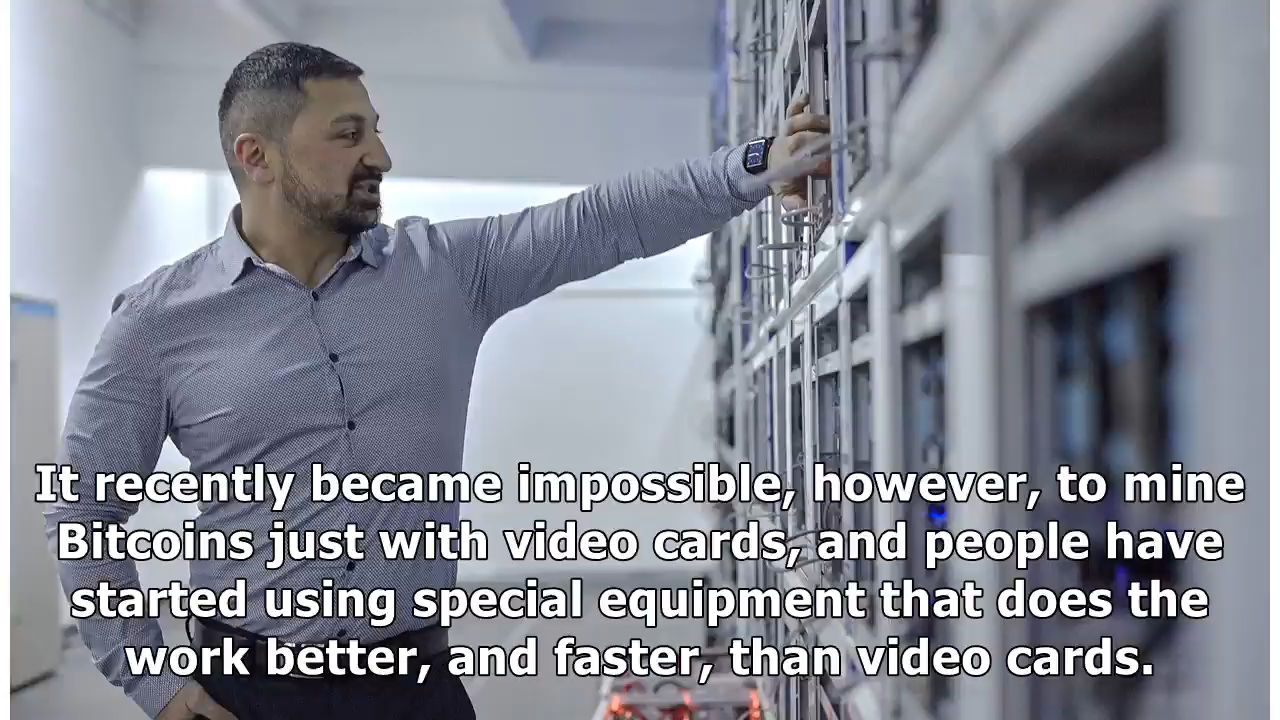 It recently became impossible, however, to mine
Bitcoins just with video cards, and people have
started using special equipment that does the
work better, and faster, than video cards.